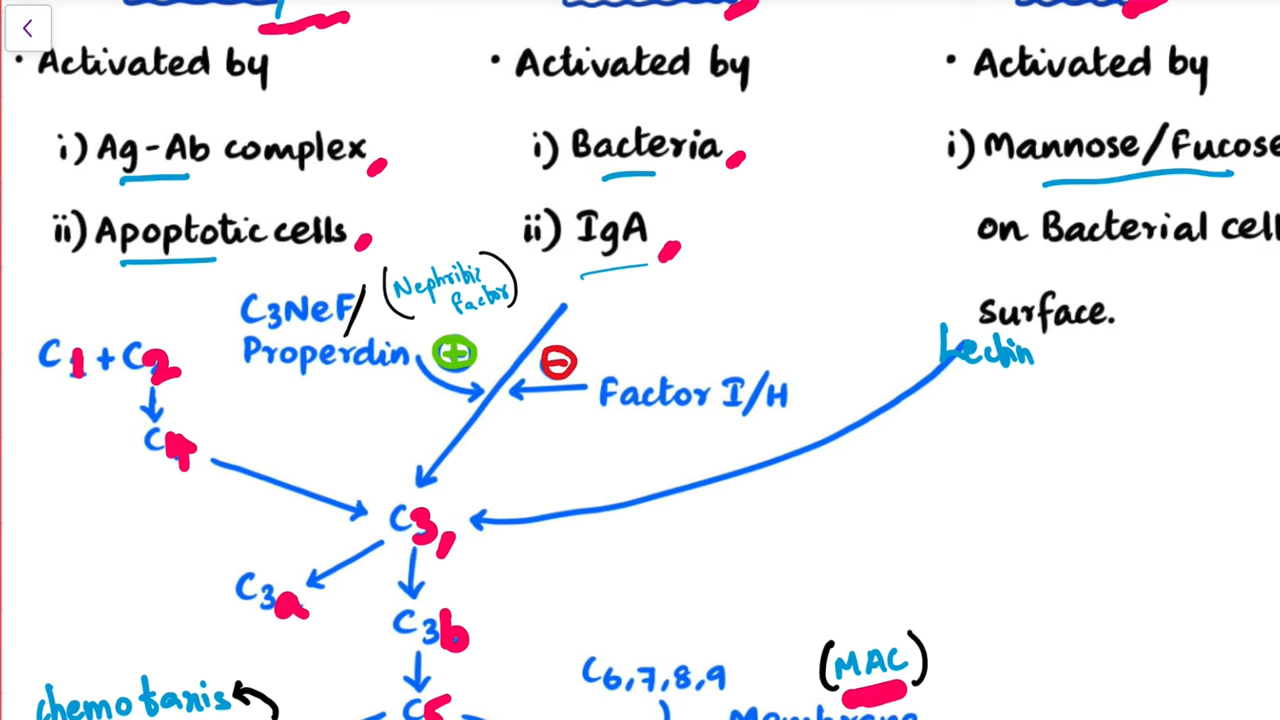 • Activated by
i) Ag-Ab complex
ii) Apoptotic cells
• Activated by
i) Bacteria
ii) IgA
• Activated by
i) Mannose/Fucose
on Bacterial cell
surface.
C3NeF/ (Nephritic
factor)
Properdin +
−
Factor I/H
Lectin
C1 + C2
C4
C3,
C3a
C3b
C5
C6,7,8,9
(MAC)
Membrane
chemotaxis